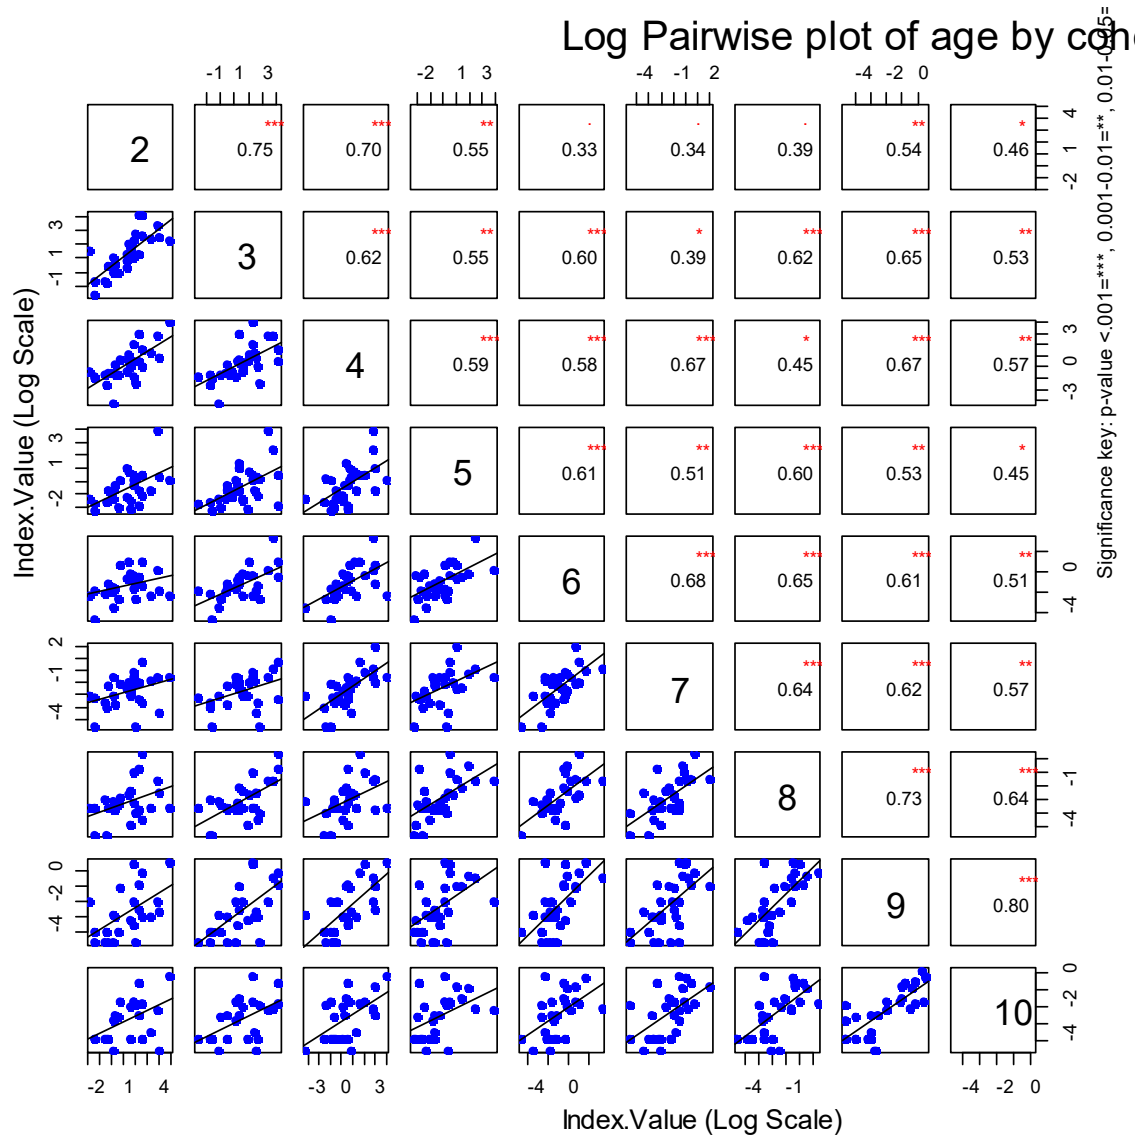 Log Pairwise plot of age by coh
-1 1 3 -2 1 3 -4 -1 2 -4 0
2 *** 0.75 *** 0.70 ** 0.55 . 0.33 . 0.34 . 0.39 ** 0.54 * 0.46 4 1 -2
3 1 -1 3 *** 0.62 ** 0.55 *** 0.60 * 0.39 *** 0.62 *** 0.65 ** 0.53
4 *** 0.59 *** 0.58 *** 0.67 * 0.45 *** 0.67 ** 0.57 3 0 -3
3 1 -2 5 *** 0.61 ** 0.51 *** 0.60 ** 0.53 * 0.45
6 *** 0.68 *** 0.65 *** 0.61 ** 0.51 0 -4
2 -1 -4 7 *** 0.64 *** 0.62 ** 0.57
8 *** 0.73 *** 0.64 -1 -4
0 -2 -4 9 *** 0.80
10 0 -2 -4
-2 1 4 -3 0 3 -4 0 -4 -1 -4 -2 0
Index.Value (Log Scale)
Index.Value (Log Scale)
Significance key: p-value <.001=***, 0.001-0.01=**, 0.01-0.05=